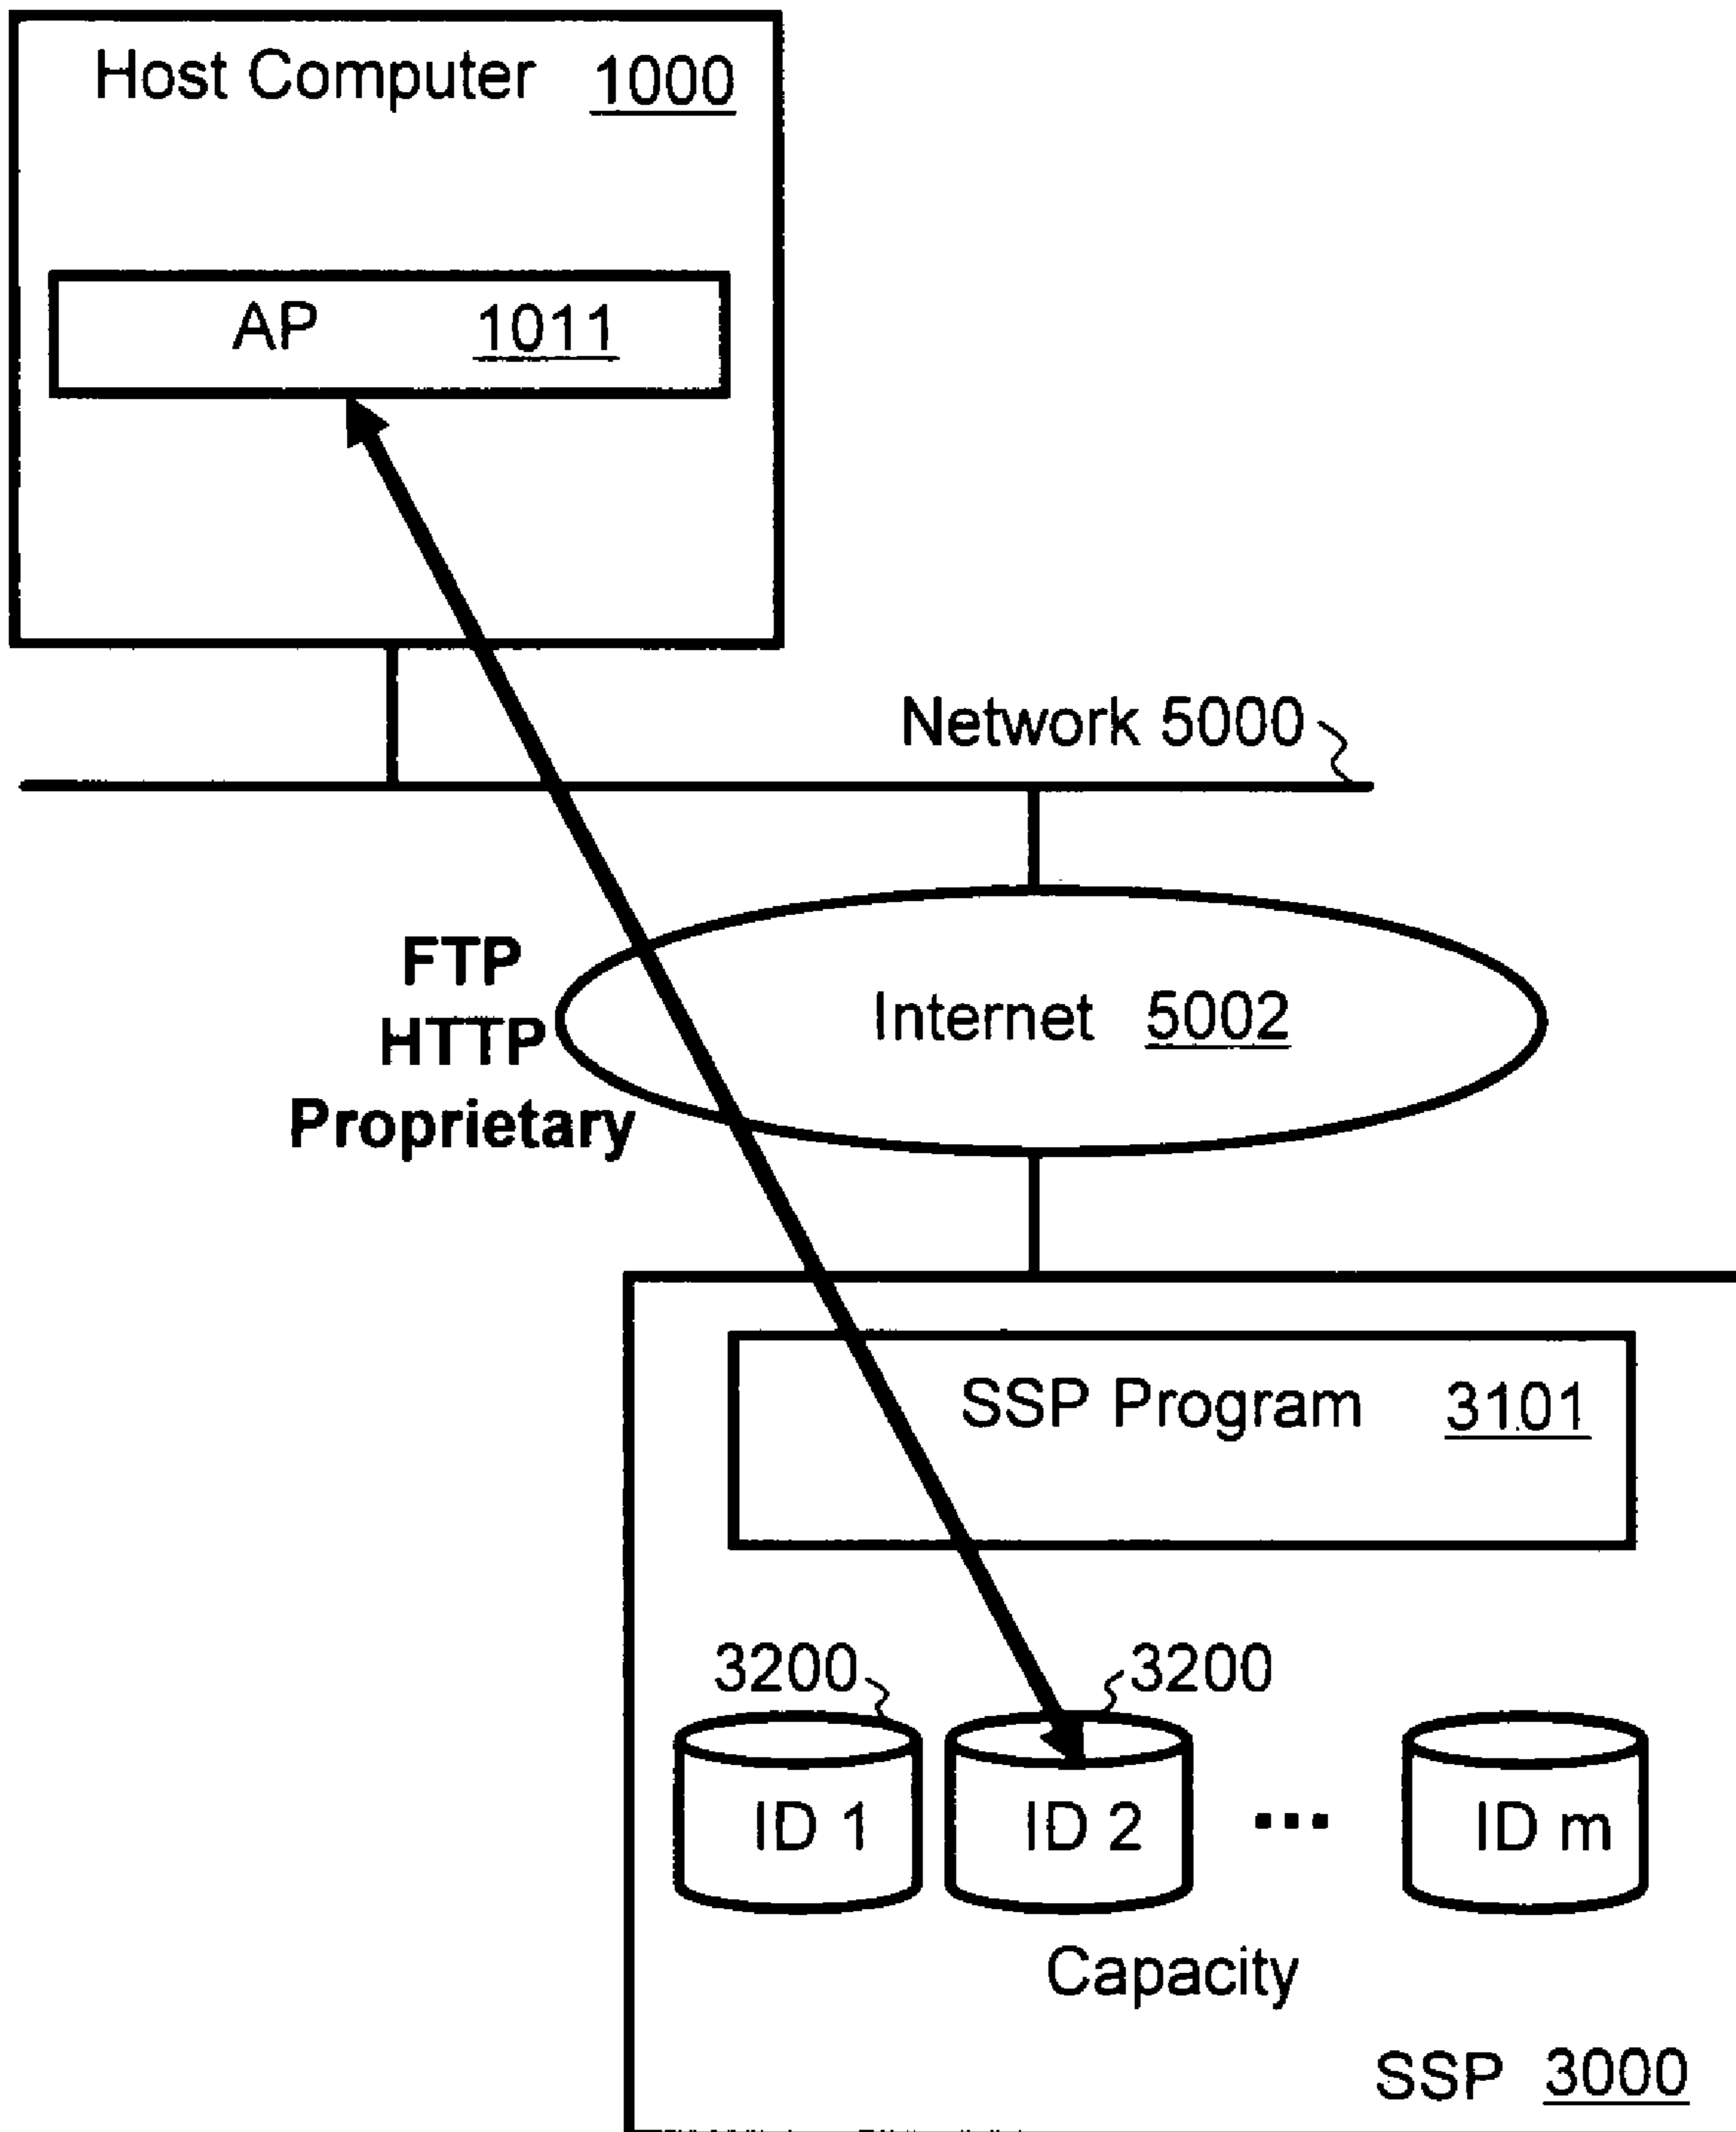 Host Computer 1000
AP 1011
Network 5000
FTP
HTTP
Proprietary
Internet 5002
SSP Program 3101
3200 3200
ID 1 ID 2 ... ID m
Capacity
SSP 3000